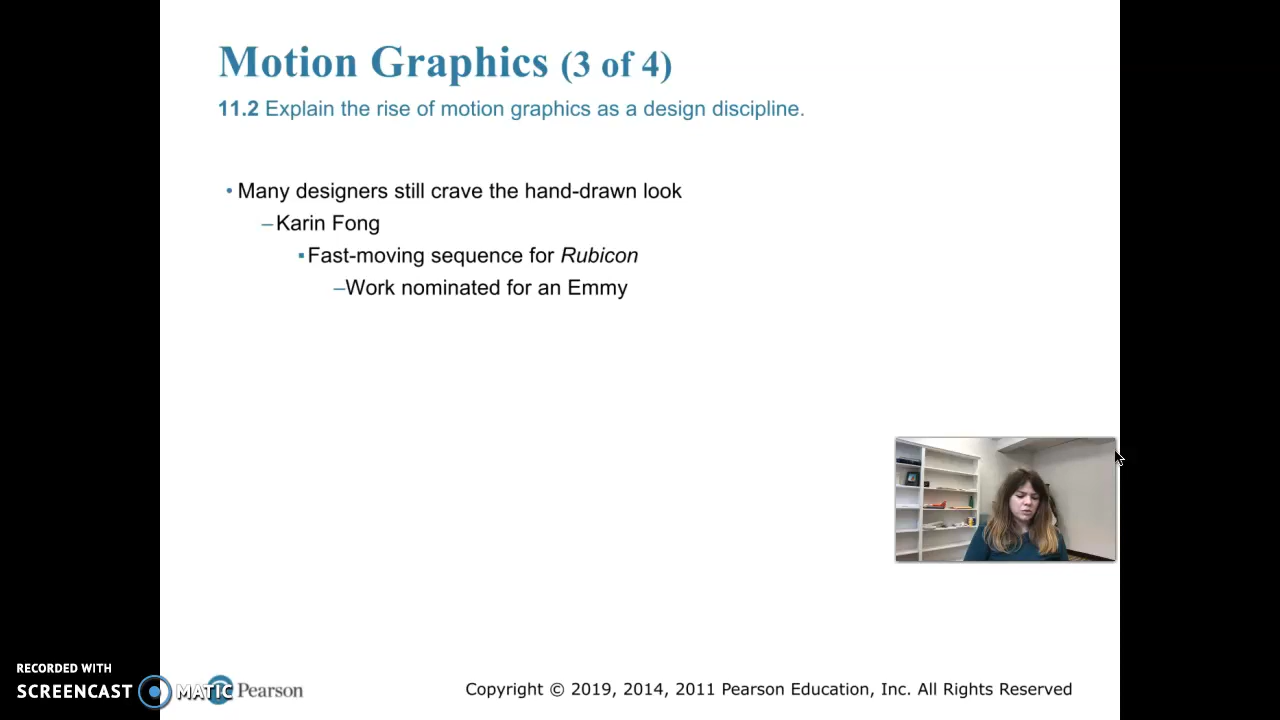 Motion Graphics (3 of 4)
11.2 Explain the rise of motion graphics as a design discipline.
• Many designers still crave the hand-drawn look
–Karin Fong
▪Fast-moving sequence for Rubicon
–Work nominated for an Emmy
RECORDED WITH
SCREENCAST MATIC
Pearson
Copyright © 2019, 2014, 2011 Pearson Education, Inc. All Rights Reserved